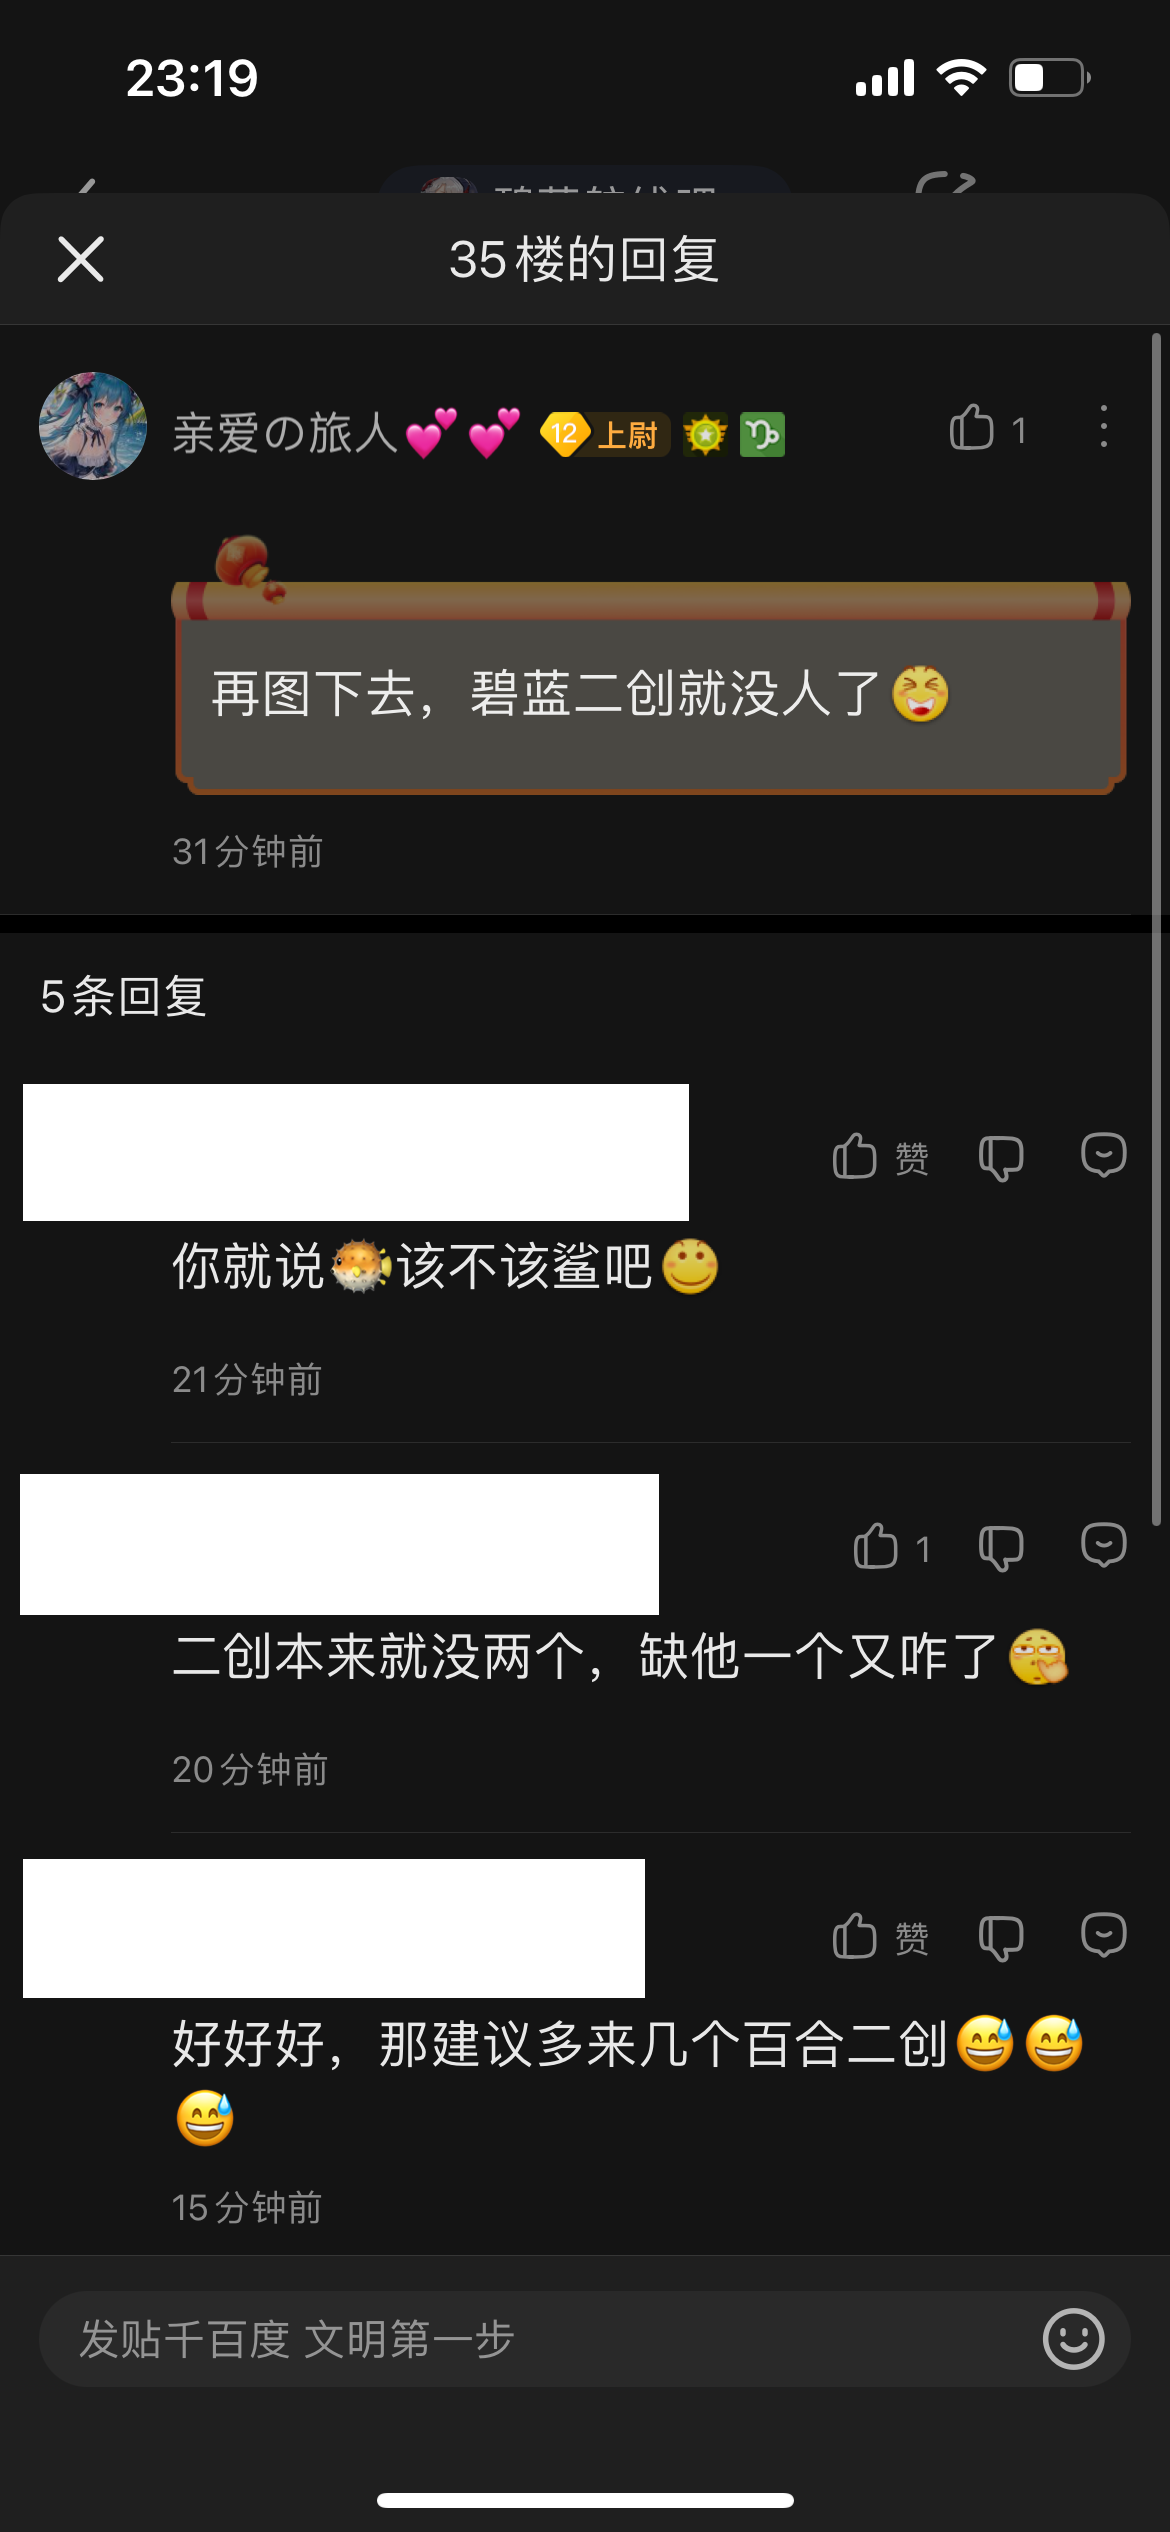 23:19
35楼的回复
亲爱の旅人💕💕 12 上尉
1
再图下去，碧蓝二创就没人了😆
31分钟前
5条回复
赞
你就说🐡该不该鲨吧😊
21分钟前
1
二创本来就没两个，缺他一个又咋了
20分钟前
赞
好好好，那建议多来几个百合二创😅😅
😅
15分钟前
发贴千百度 文明第一步